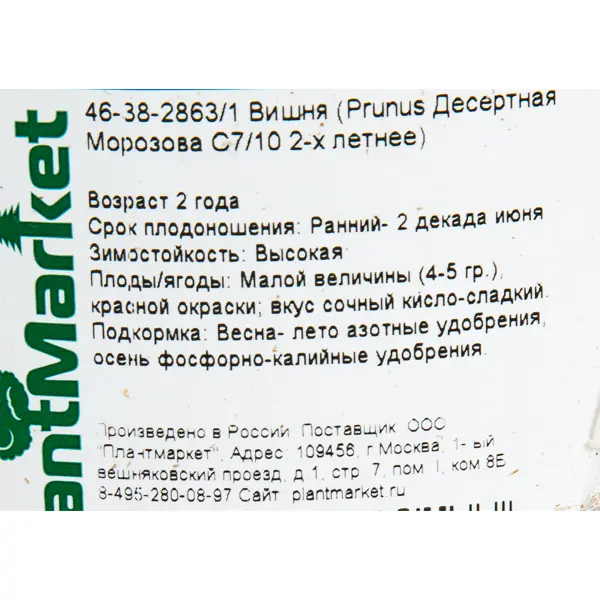 PlantMarket
46-38-2863/1 Вишня (Prunus Десертная
Морозова С7/10 2-х летнее)
Возраст 2 года
Срок плодоношения: Ранний- 2 декада июня
Зимостойкость: Высокая
Плоды/ягоды: Малой величины (4-5 гр.),
красной окраски; вкус сочный кисло-сладкий.
Подкормка: Весна- лето азотные удобрения,
осень фосфорно-калийные удобрения.
Произведено в России Поставщик ООО
"Плантмаркет", Адрес: 109456, г Москва, 1- ый
вешняковский проезд, д 1, стр. 7, пом I, ком 8Б
8-495-280-08-97 Сайт plantmarket.ru